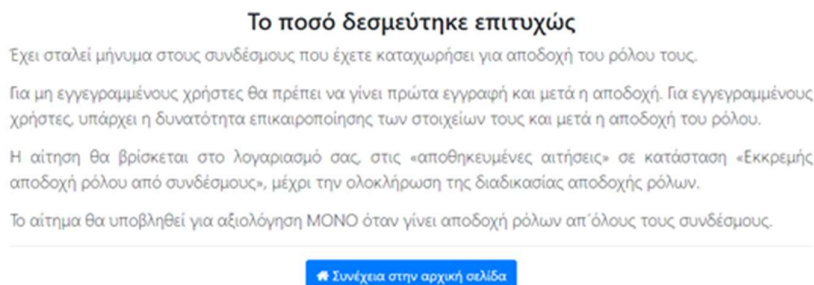 Το ποσό δεσμεύτηκε επιτυχώς
Έχει σταλεί μήνυμα στους συνδέσμους που έχετε καταχωρήσει για αποδοχή του ρόλου τους.
Για μη εγγεγραμμένους χρήστες θα πρέπει να γίνει πρώτα εγγραφή και μετά η αποδοχή. Για εγγεγραμμένους
χρήστες, υπάρχει η δυνατότητα επικαιροποίησης των στοιχείων τους και μετά η αποδοχή του ρόλου.
Η αίτηση θα βρίσκεται στο λογαριασμό σας, στις «αποθηκευμένες αιτήσεις» σε κατάσταση «Εκκρεμής
αποδοχή ρόλου από συνδέσμους», μέχρι την ολοκλήρωση της διαδικασίας αποδοχής ρόλων.
Το αίτημα θα υποβληθεί για αξιολόγηση ΜΟΝΟ όταν γίνει αποδοχή ρόλων απ΄όλους τους συνδέσμους.
Συνέχεια στην αρχική σελίδα